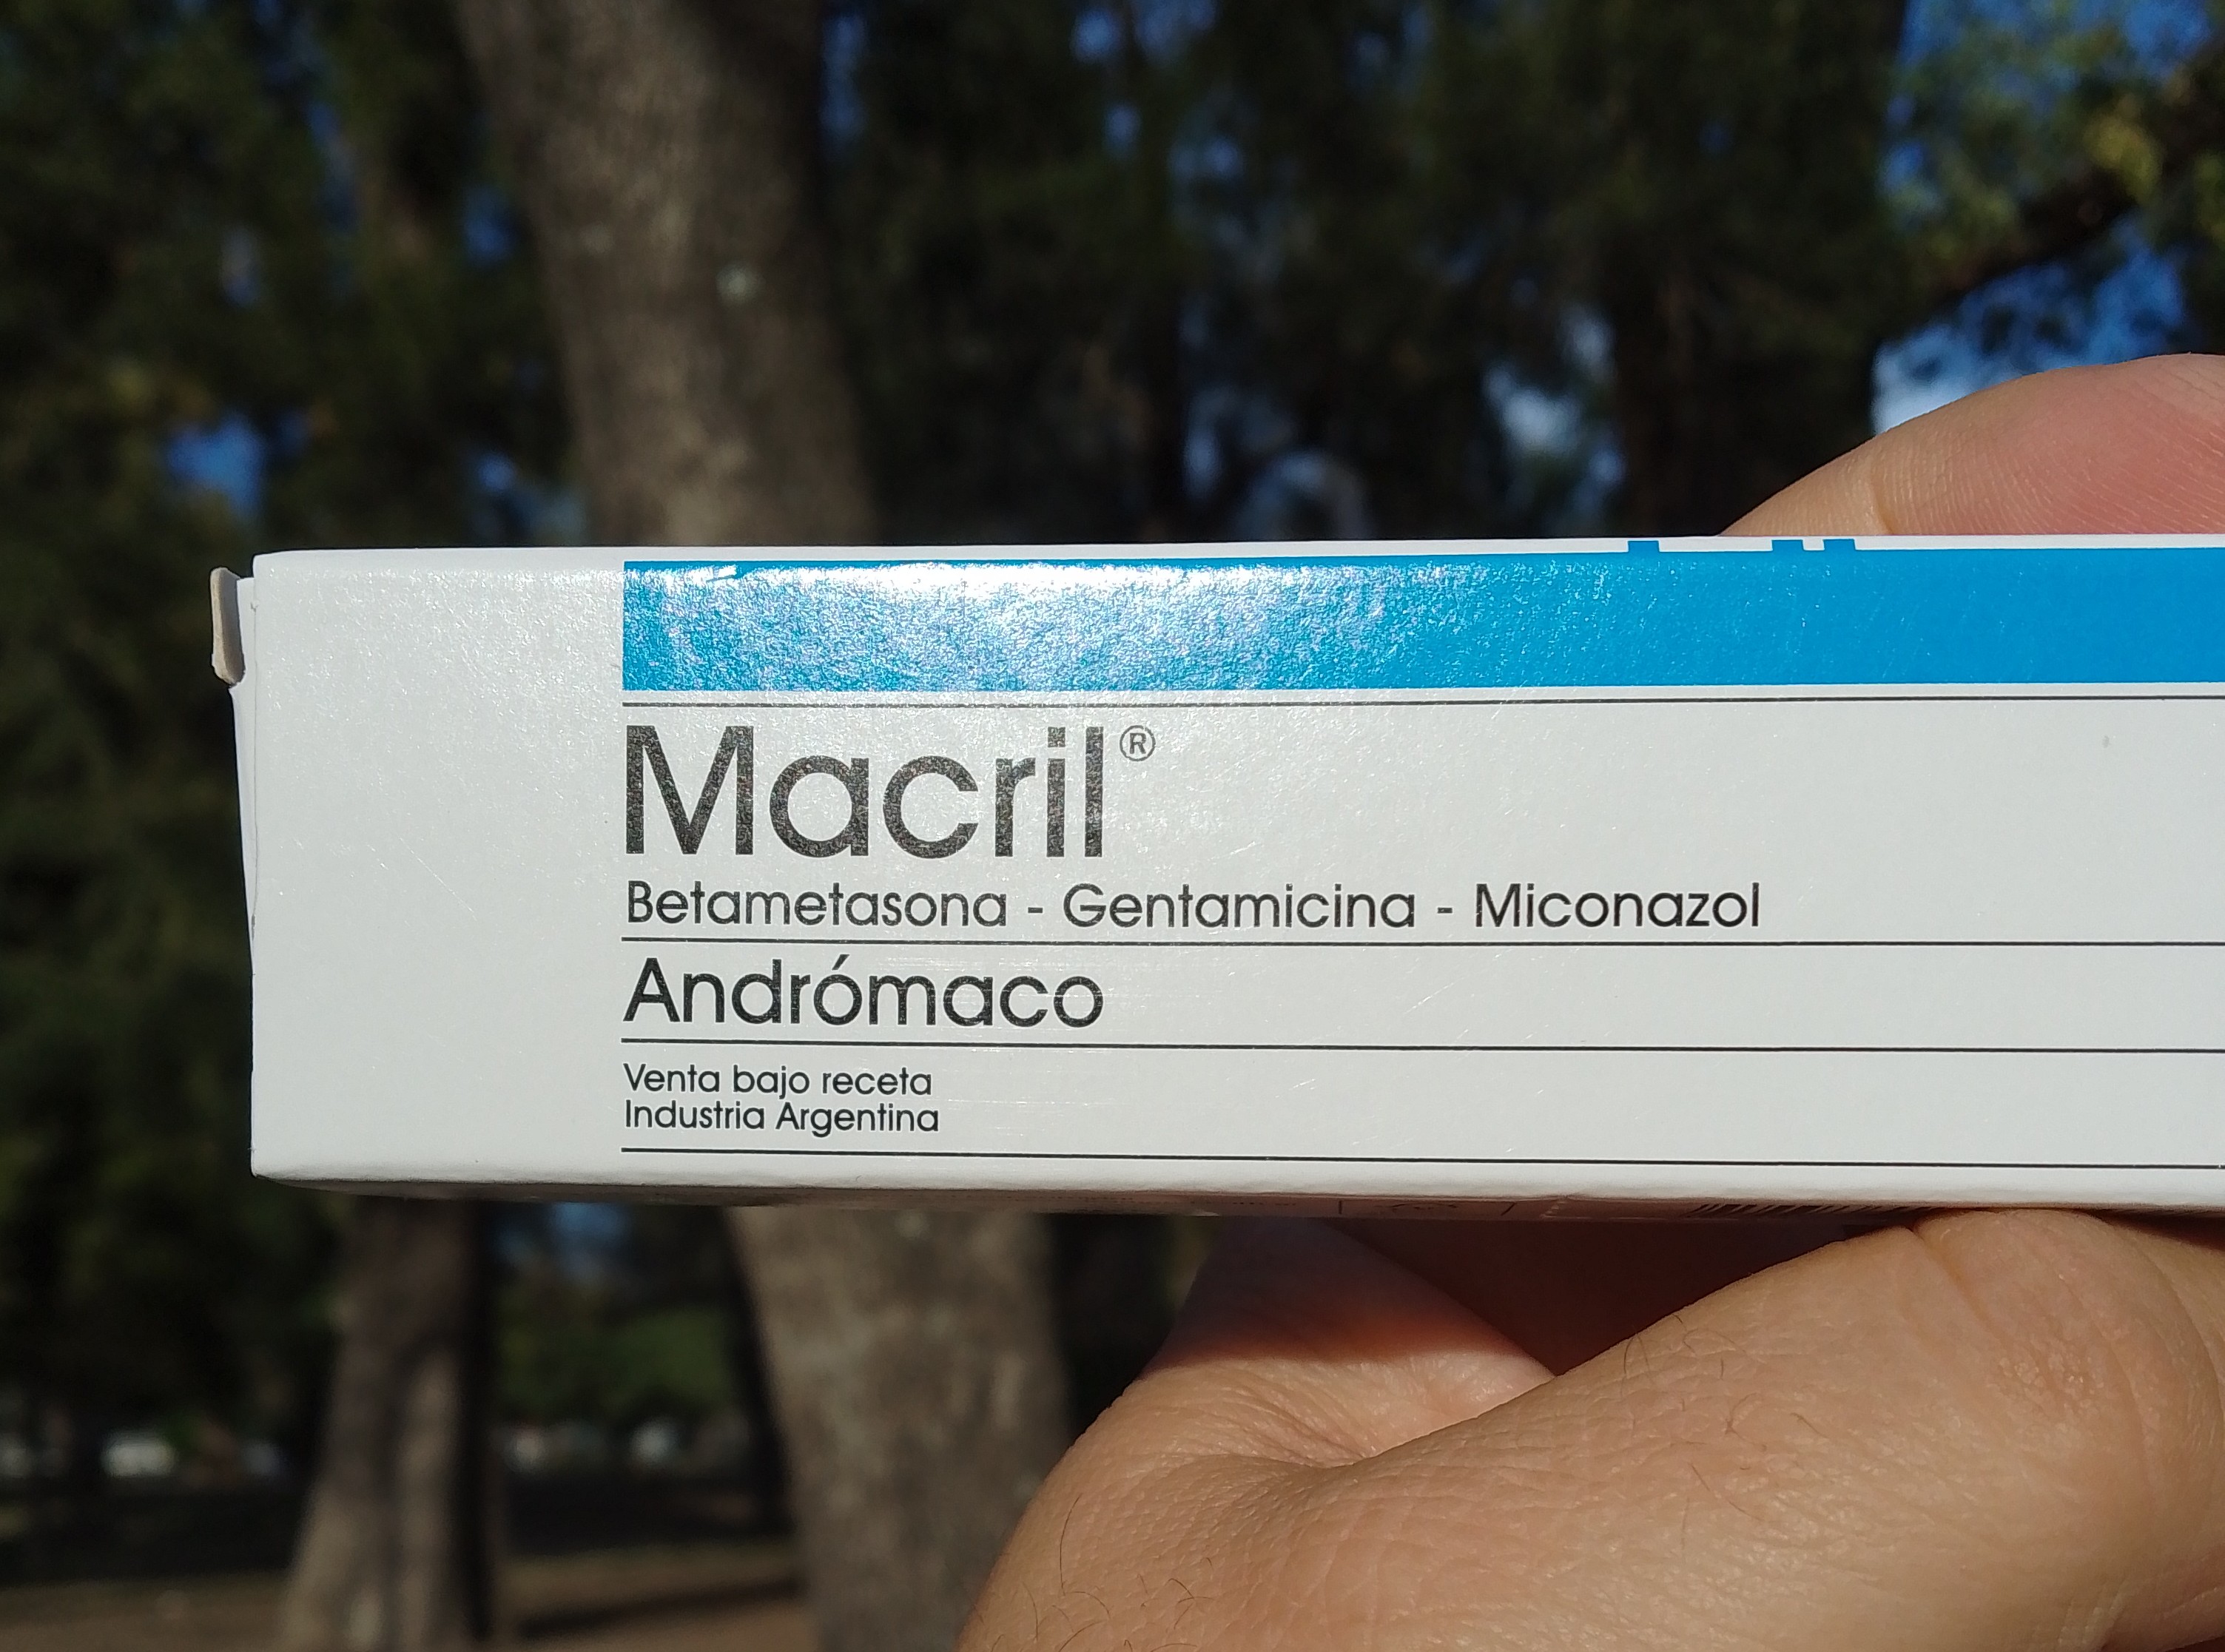 Macril®
Betametasona - Gentamicina - Miconazol
Andrómaco
Venta bajo receta
Industria Argentina